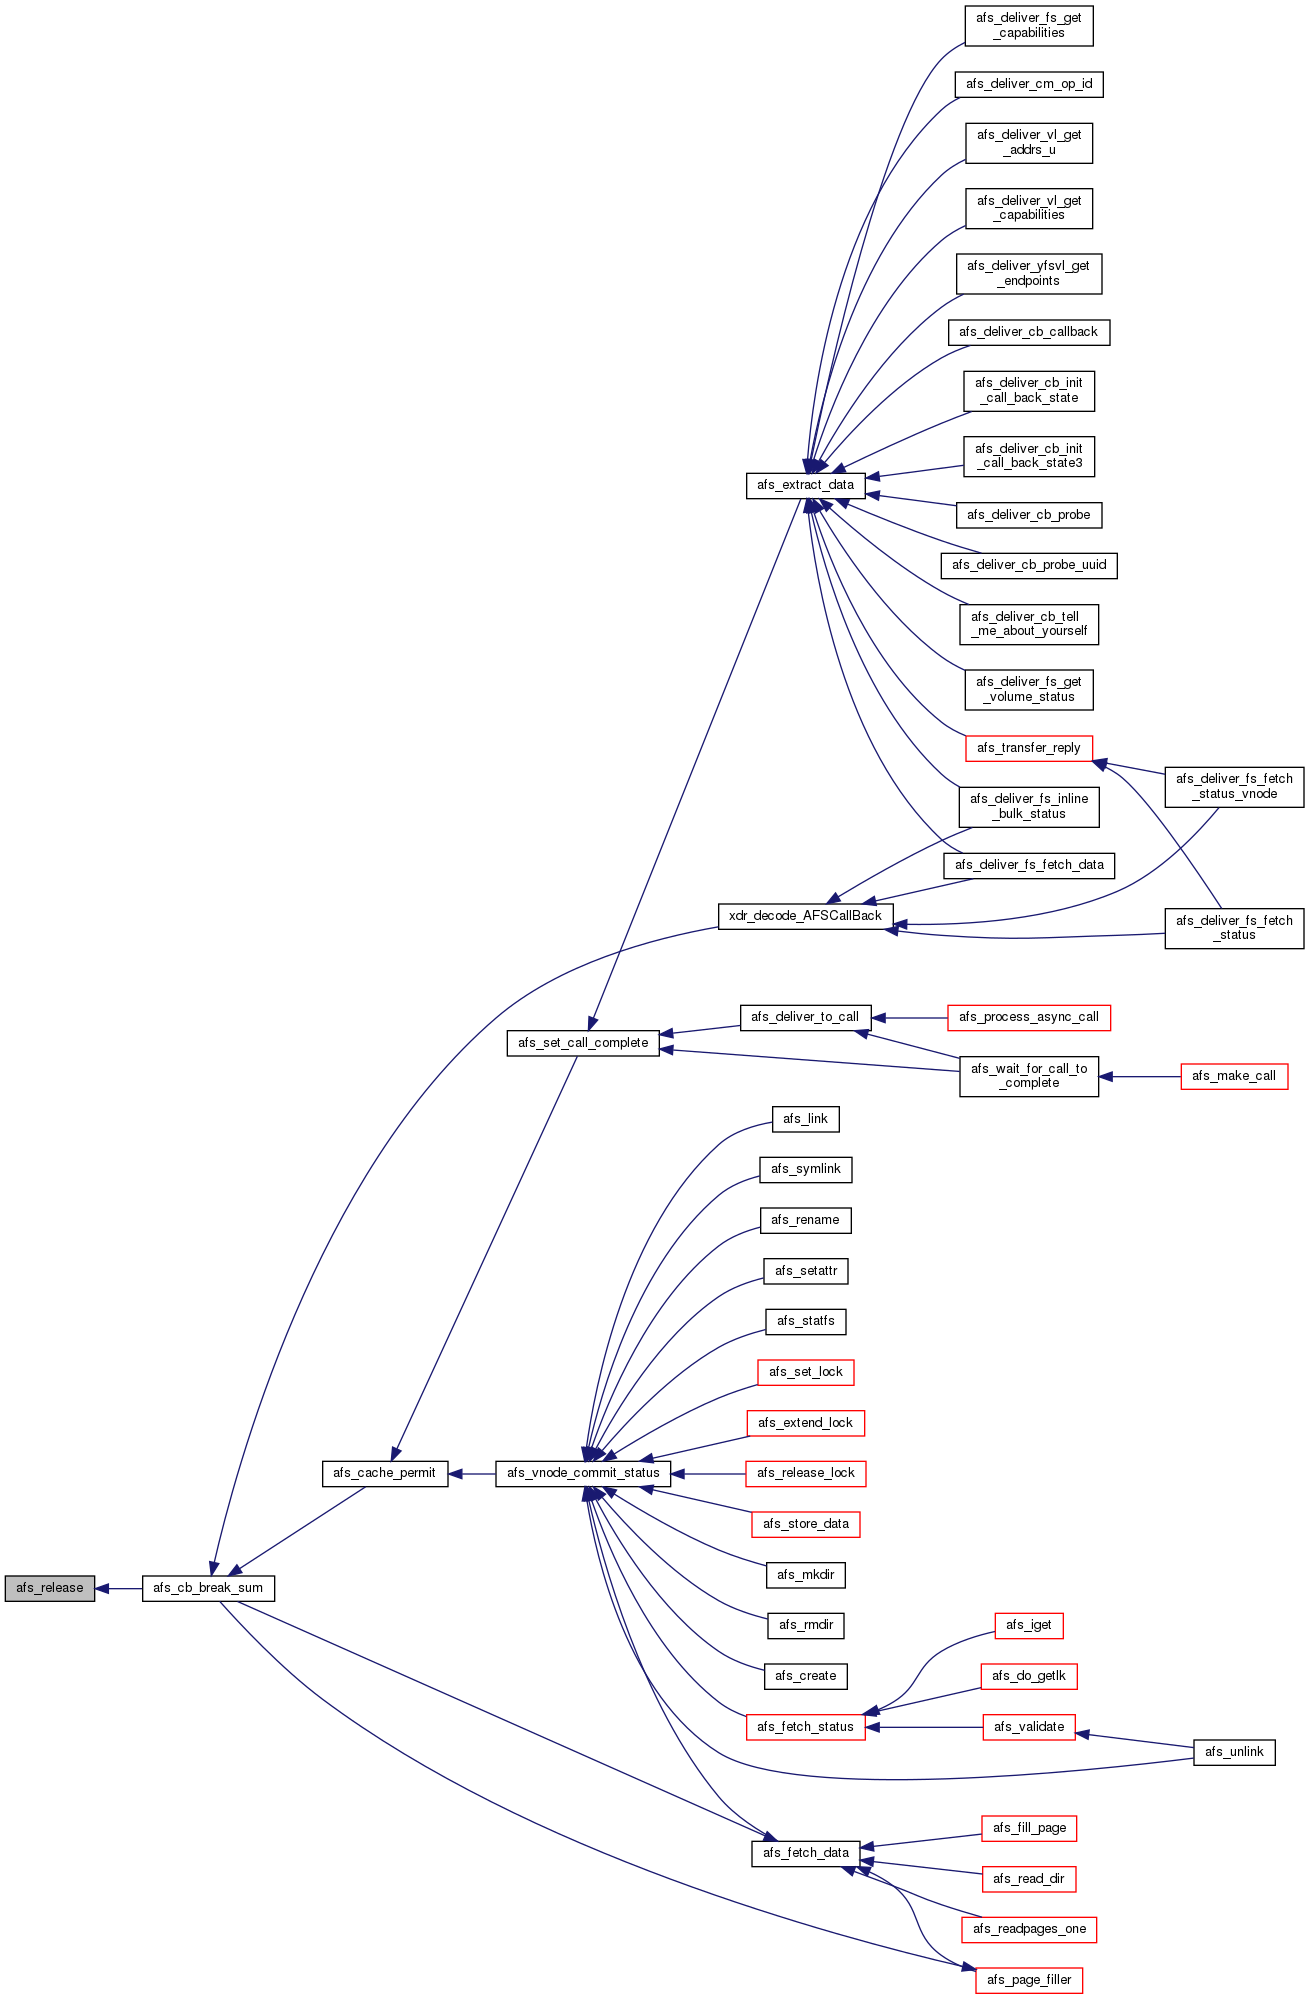 afs_deliver_fs_get
_capabilities
afs_deliver_cm_op_id
afs_deliver_vl_get
_addrs_u
afs_deliver_vl_get
_capabilities
afs_deliver_yfsvl_get
_endpoints
afs_deliver_cb_callback
afs_deliver_cb_init
_call_back_state
afs_deliver_cb_init
_call_back_state3
afs_extract_data
afs_deliver_cb_probe
afs_deliver_cb_probe_uuid
afs_deliver_cb_tell
_me_about_yourself
afs_deliver_fs_get
_volume_status
afs_transfer_reply
afs_deliver_fs_fetch
_status_vnode
afs_deliver_fs_inline
_bulk_status
afs_deliver_fs_fetch_data
xdr_decode_AFSCallBack
afs_deliver_fs_fetch
_status
afs_deliver_to_call
afs_process_async_call
afs_set_call_complete
afs_wait_for_call_to
_complete
afs_make_call
afs_link
afs_symlink
afs_rename
afs_setattr
afs_statfs
afs_set_lock
afs_extend_lock
afs_cache_permit
afs_vnode_commit_status
afs_release_lock
afs_store_data
afs_mkdir
afs_release
afs_cb_break_sum
afs_rmdir
afs_iget
afs_create
afs_do_getlk
afs_fetch_status
afs_validate
afs_unlink
afs_fill_page
afs_fetch_data
afs_read_dir
afs_readpages_one
afs_page_filler